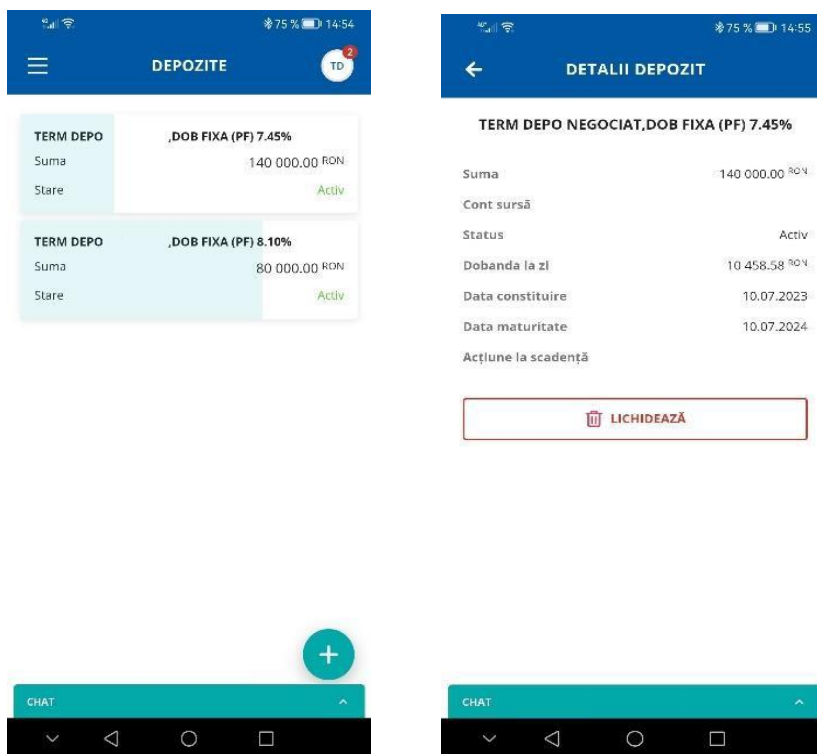 75 % 14:54
DEPOZITE
TD
2
TERM DEPO ,DOB FIXA (PF) 7.45%
Suma 140 000.00 RON
Stare Activ
TERM DEPO ,DOB FIXA (PF) 8.10%
Suma 80 000.00 RON
Stare Activ
CHAT
75 % 14:55
DETALII DEPOZIT
TERM DEPO NEGOCIAT,DOB FIXA (PF) 7.45%
Suma 140 000.00 RON
Cont sursă
Status Activ
Dobanda la zi 10 458.58 RON
Data constituire 10.07.2023
Data maturitate 10.07.2024
Acțiune la scadență
LICHIDEAZĂ
CHAT